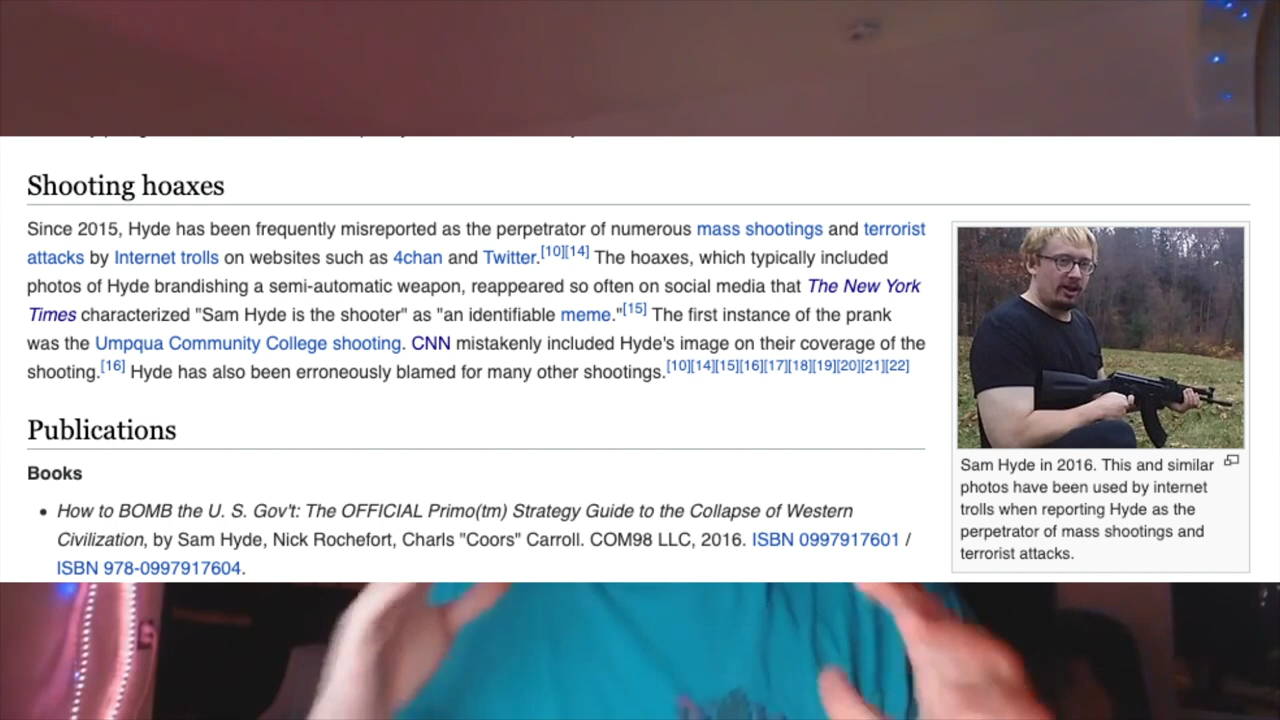 Shooting hoaxes
Since 2015, Hyde has been frequently misreported as the perpetrator of numerous mass shootings and terrorist
attacks by Internet trolls on websites such as 4chan and Twitter.[10][14] The hoaxes, which typically included
photos of Hyde brandishing a semi-automatic weapon, reappeared so often on social media that The New York
Times characterized "Sam Hyde is the shooter" as "an identifiable meme."[15] The first instance of the prank
was the Umpqua Community College shooting. CNN mistakenly included Hyde's image on their coverage of the
shooting.[16] Hyde has also been erroneously blamed for many other shootings.[10][14][15][16][17][18][19][20][21][22]
Sam Hyde in 2016. This and similar
photos have been used by internet
trolls when reporting Hyde as the
perpetrator of mass shootings and
terrorist attacks.
Publications
Books
• How to BOMB the U. S. Gov't: The OFFICIAL Primo(tm) Strategy Guide to the Collapse of Western
Civilization, by Sam Hyde, Nick Rochefort, Charls "Coors" Carroll. COM98 LLC, 2016. ISBN 0997917601 /
ISBN 978-0997917604.